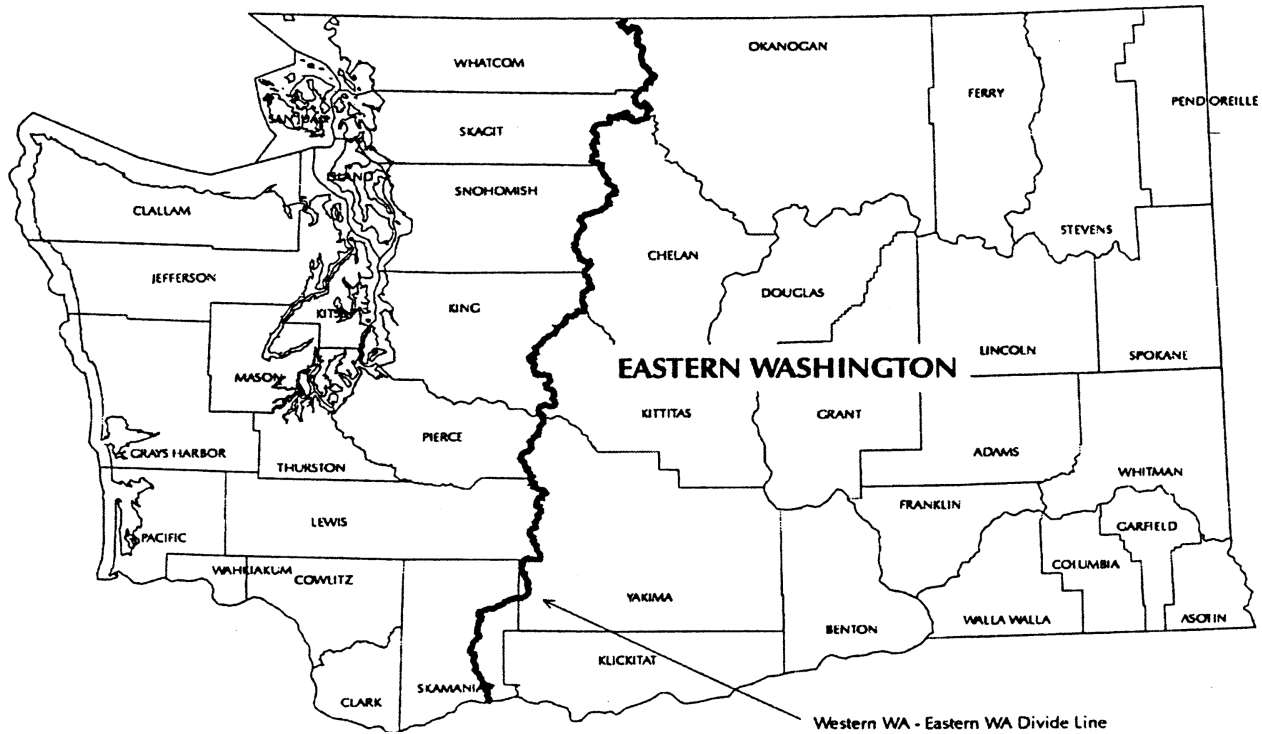 OKANOGAN
WHATCOM
FERRY
PEND OREILLE
SAN JUAN
SKAGIT
ISLAND
SNOHOMISH
CLALLAM
STEVENS
CHELAN
JEFFERSON
DOUGLAS
KITSAP
KING
LINCOLN
SPOKANE
EASTERN WASHINGTON
MASON
KITTITAS
GRANT
PIERCE
GRAYS HARBOR
ADAMS
THURSTON
WHITMAN
FRANKLIN
LEWIS
GARFIELD
PACIFIC
COLUMBIA
WAHKIAKUM
COWLITZ
YAKIMA
WALLA WALLA
ASOTIN
BENTON
KLICKITAT
SKAMANIA
CLARK
Western WA - Eastern WA Divide Line